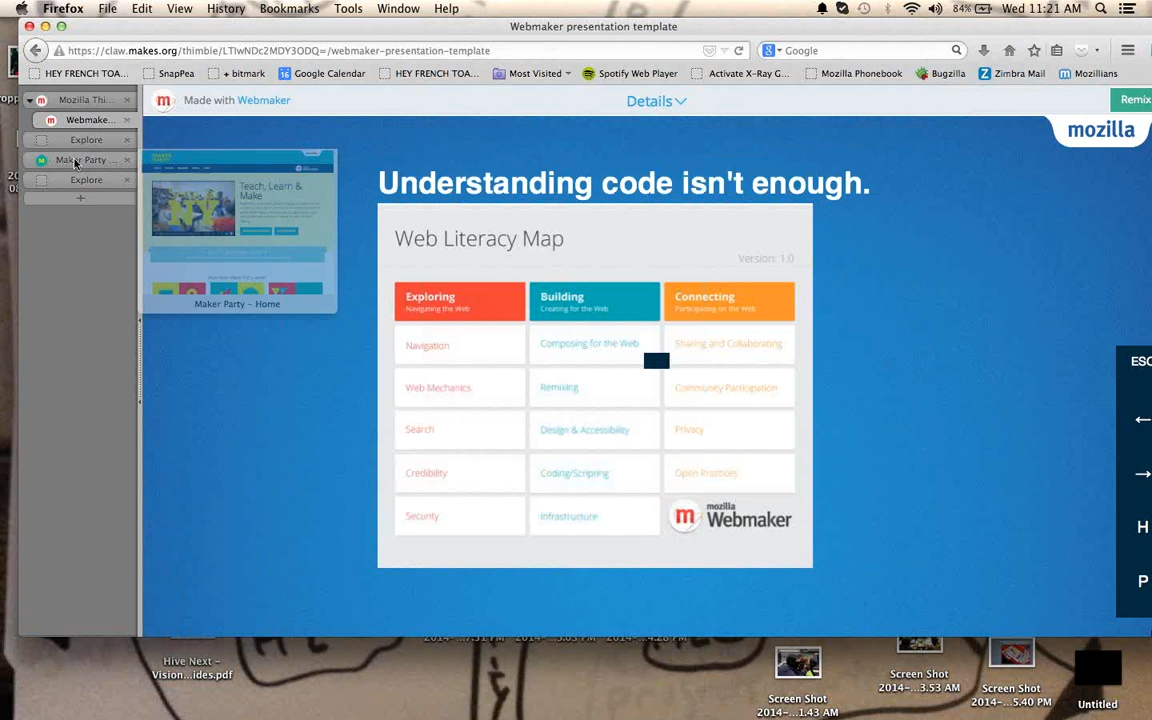 Firefox File Edit View History Bookmarks Tools Window Help 84% Wed 11:21 AM
Webmaker presentation template
https://claw.makes.org/thimble/LTIwNDc2MDY3ODQ=/webmaker-presentation-template
Google
HEY FRENCH TOA... SnapPea + bitmark 16 Google Calendar HEY FRENCH TOA... Most Visited Spotify Web Player Activate X-Ray G... Mozilla Phonebook Bugzilla Zimbra Mail Mozillians
Mozilla Thi...
Webmake...
Explore
Maker Party ...
Explore
+
Made with Webmaker
Details
Remix
mozilla
Teach, Learn & Make
Maker Party – Home
Understanding code isn't enough.
Web Literacy Map
Version: 1.0
Exploring
Navigating the Web
Building
Creating for the Web
Connecting
Participating on the Web
Navigation
Composing for the Web
Sharing and Collaborating
Web Mechanics
Remixing
Community Participation
Search
Design & Accessibility
Privacy
Credibility
Coding/Scripting
Open Practices
Security
Infrastructure
mozilla
Webmaker
ESC
←
→
H
P
Hive Next –
Vision...ides.pdf
Screen Shot
2014-...1.43 AM
Screen Shot
2014-...3.53 AM
Screen Shot
2014-...5.40 PM
Untitled